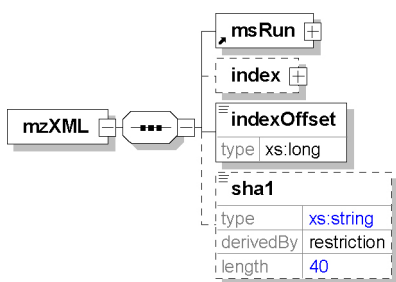 msRun
index
mzXML
indexOffset
type xs:long
sha1
type xs:string
derivedBy restriction
length 40